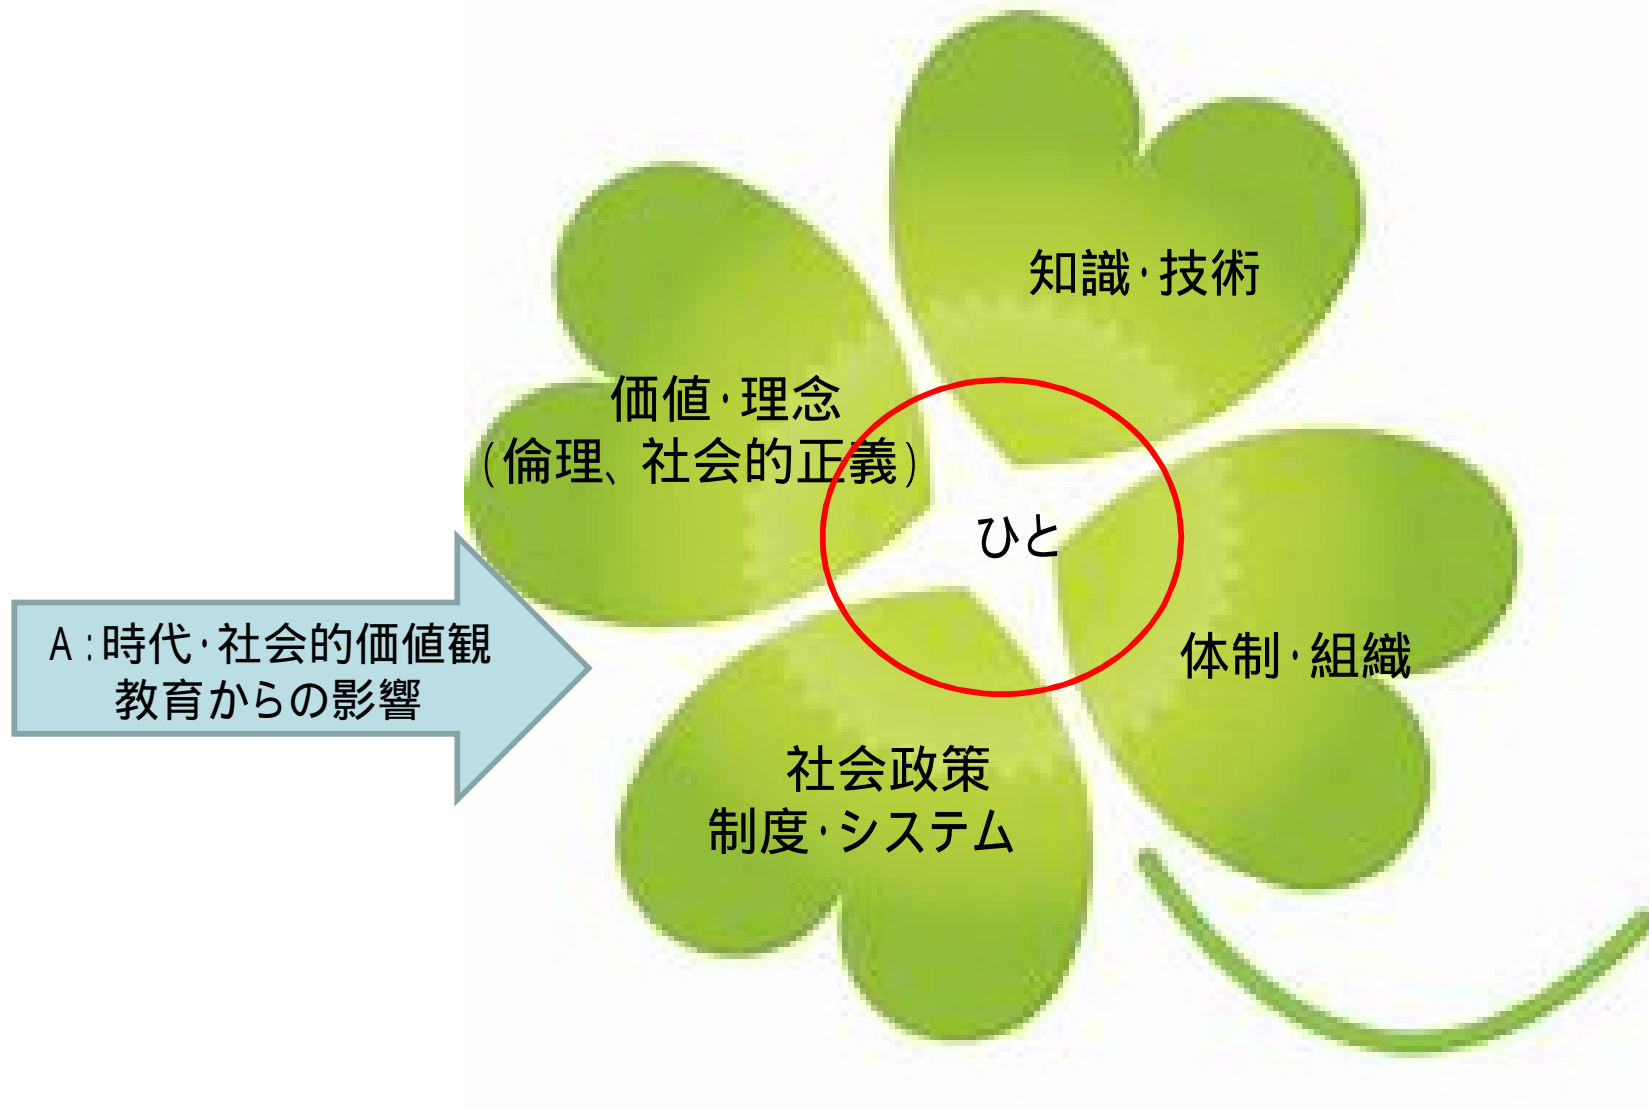 知識・技術
価値・理念
（倫理、社会的正義）
ひと
体制・組織
A：時代・社会的価値観
教育からの影響
社会政策
制度・システム